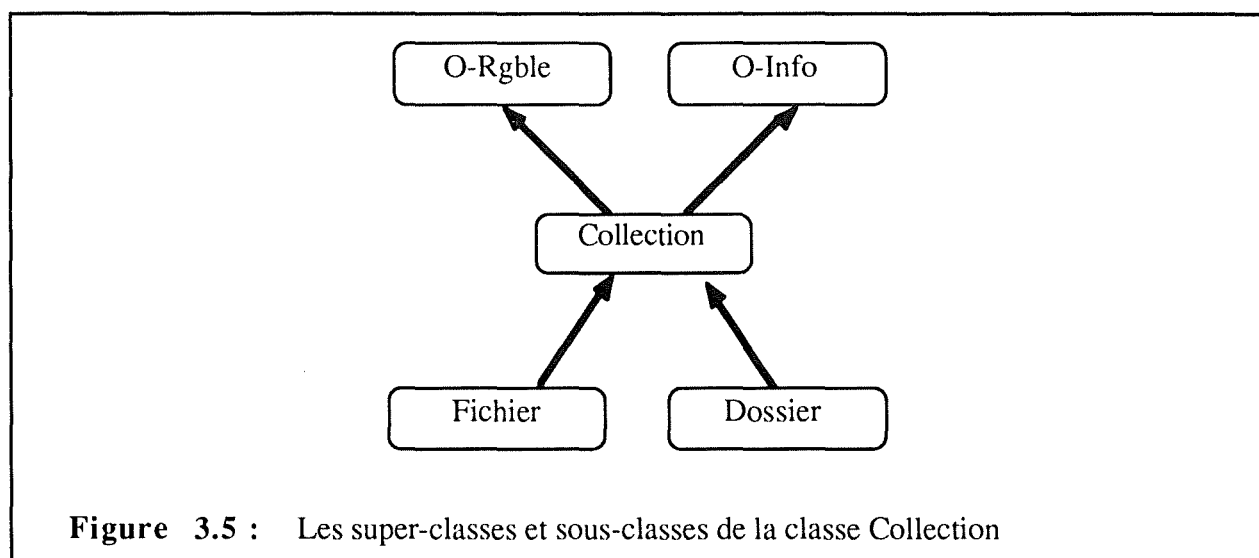 O-Rgble O-Info
Collection
Fichier Dossier
Figure 3.5 : Les super-classes et sous-classes de la classe Collection